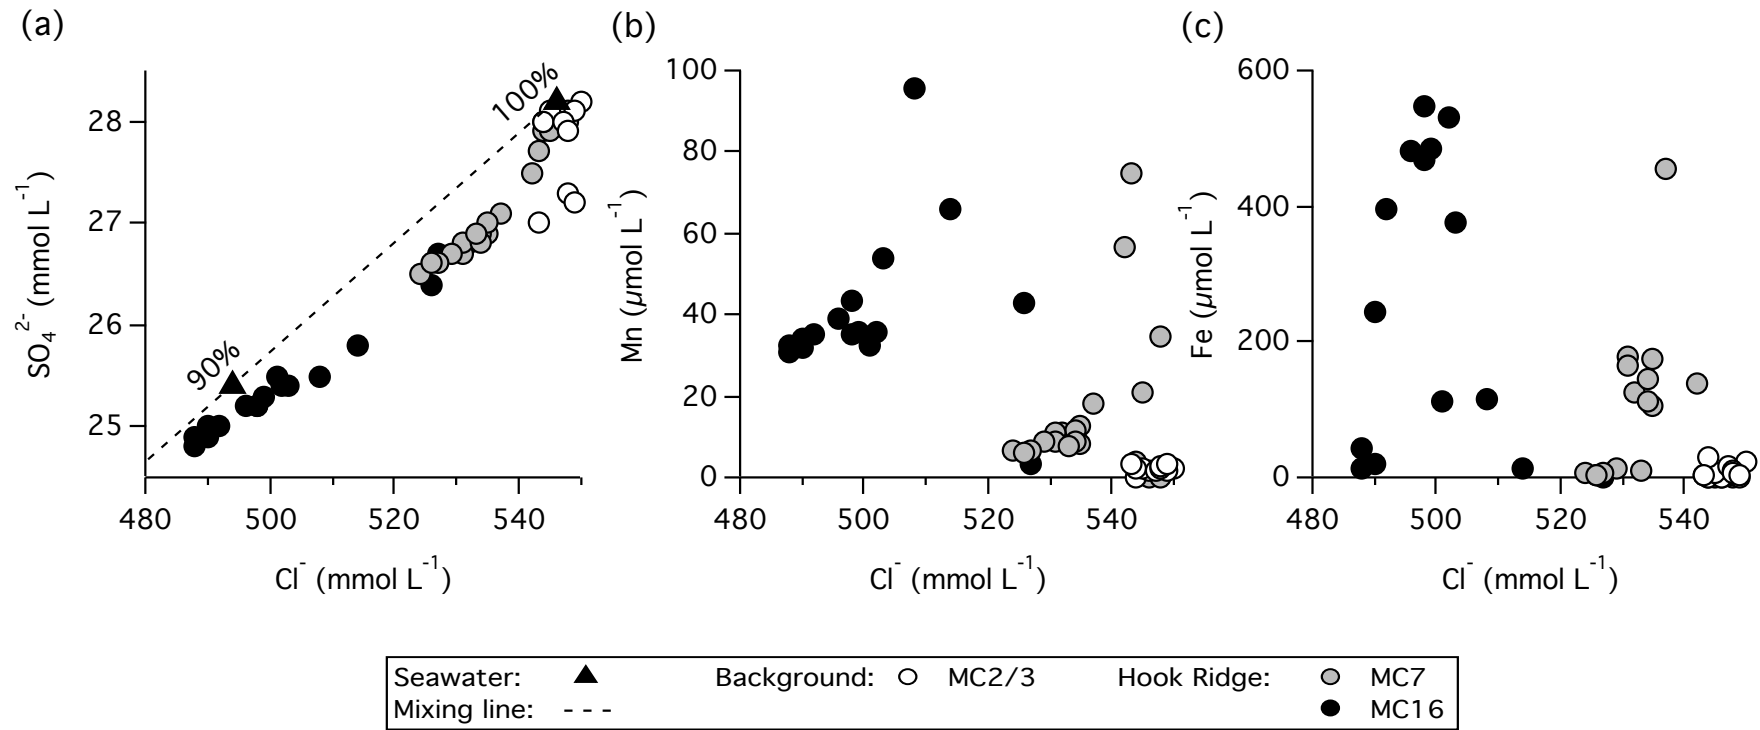 (a)
(b)
(c)
SO₄²⁻ (mmol L⁻¹)
28
27
26
25
480
500
520
540
Cl⁻ (mmol L⁻¹)
100%
90%
Mn (µmol L⁻¹)
100
80
60
40
20
0
480
500
520
540
Cl⁻ (mmol L⁻¹)
Fe (µmol L⁻¹)
600
400
200
0
480
500
520
540
Cl⁻ (mmol L⁻¹)
Seawater: Background: MC2/3 Hook Ridge: MC7
Mixing line: MC16